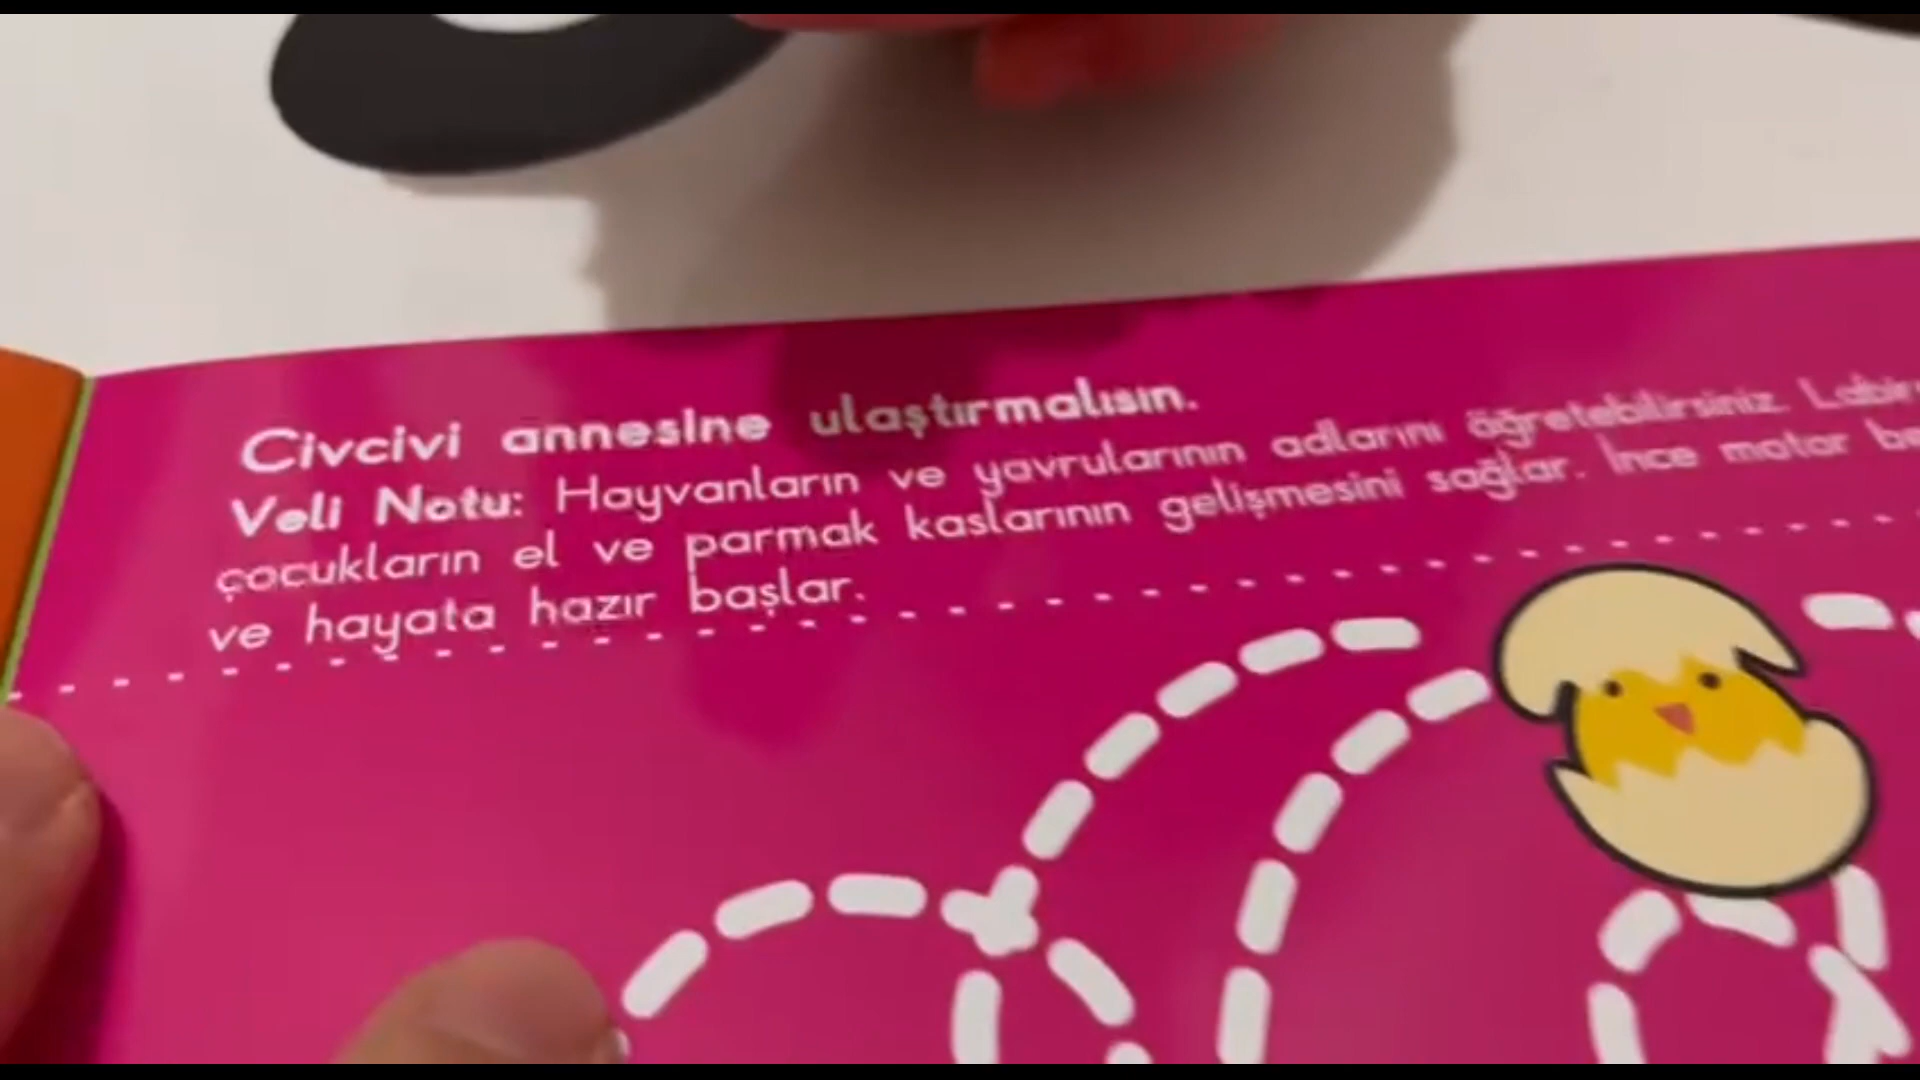 Civcivi annesine ulaştırmalısın.
Veli Notu: Hayvanların ve yavrularının adlarını öğretebilirsiniz.
çocukların el ve parmak kaslarının gelişmesini sağlar. İnce motor
ve hayata hazır başlar.